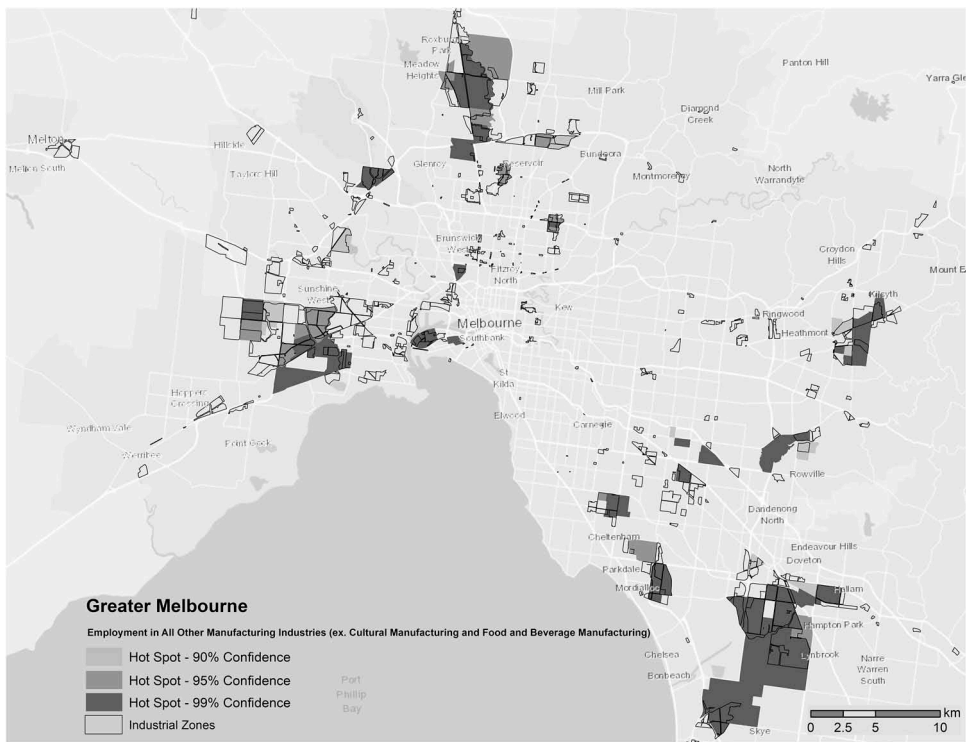 Roxburgh
Park
Meadow
Heights
Panton Hill
Yarra Gle
Mill Park
Diamond
Creek
Melton
Hillside
Melton South
Taylors Hill
Glenroy
Reservoir
Bundoora
Montmorency
North
Warrandyte
Brunswick
West
Croydon
Hills
Fitzroy
North
Mount E
Sunshine
West
Kew
Kilsyth
Ringwood
Melbourne
Heathmont
Southbank
St
Kilda
Hoppers
Crossing
Elwood
Carnegie
Wyndham Vale
Point Cook
Werribee
Rowville
Dandenong
North
Cheltenham
Endeavour Hills
Doveton
Parkdale
Mordialloc
Hallam
Greater Melbourne
Hampton Park
Employment in All Other Manufacturing Industries (ex. Cultural Manufacturing and Food and Beverage Manufacturing)
Hot Spot - 90% Confidence
Chelsea
Lynbrook
Narre
Warren
South
Bonbeach
Hot Spot - 95% Confidence
Port
Phillip
Bay
Hot Spot - 99% Confidence
Industrial Zones
Skye
km
0 2.5 5 10